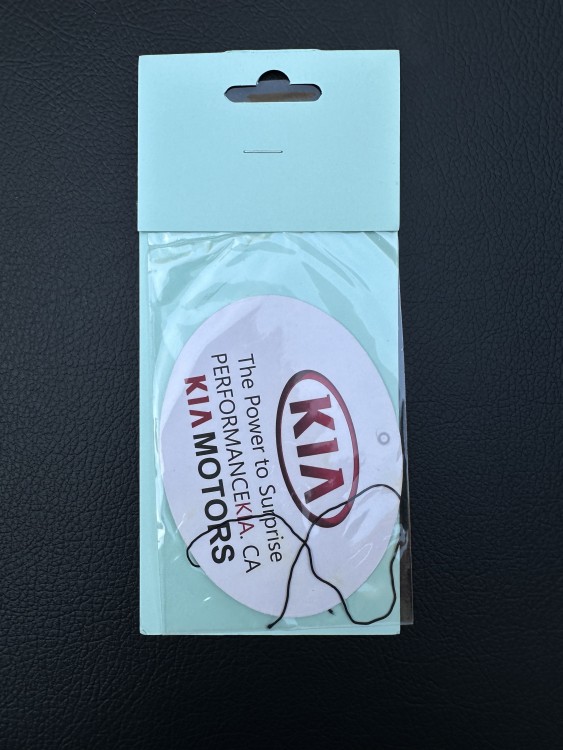 KIA
The Power to Surprise
PERFORMANCEKIA. CA
KIA MOTORS